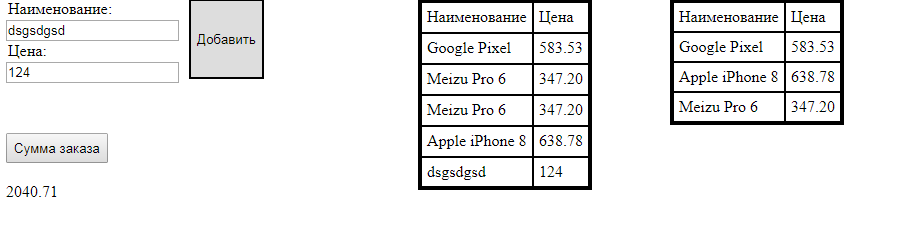 Наименование:
dsgsdgsd
Цена:
124
Добавить
Сумма заказа
2040.71
Наименование Цена
Google Pixel 583.53
Meizu Pro 6 347.20
Meizu Pro 6 347.20
Apple iPhone 8 638.78
dsgsdgsd 124
Наименование Цена
Google Pixel 583.53
Apple iPhone 8 638.78
Meizu Pro 6 347.20